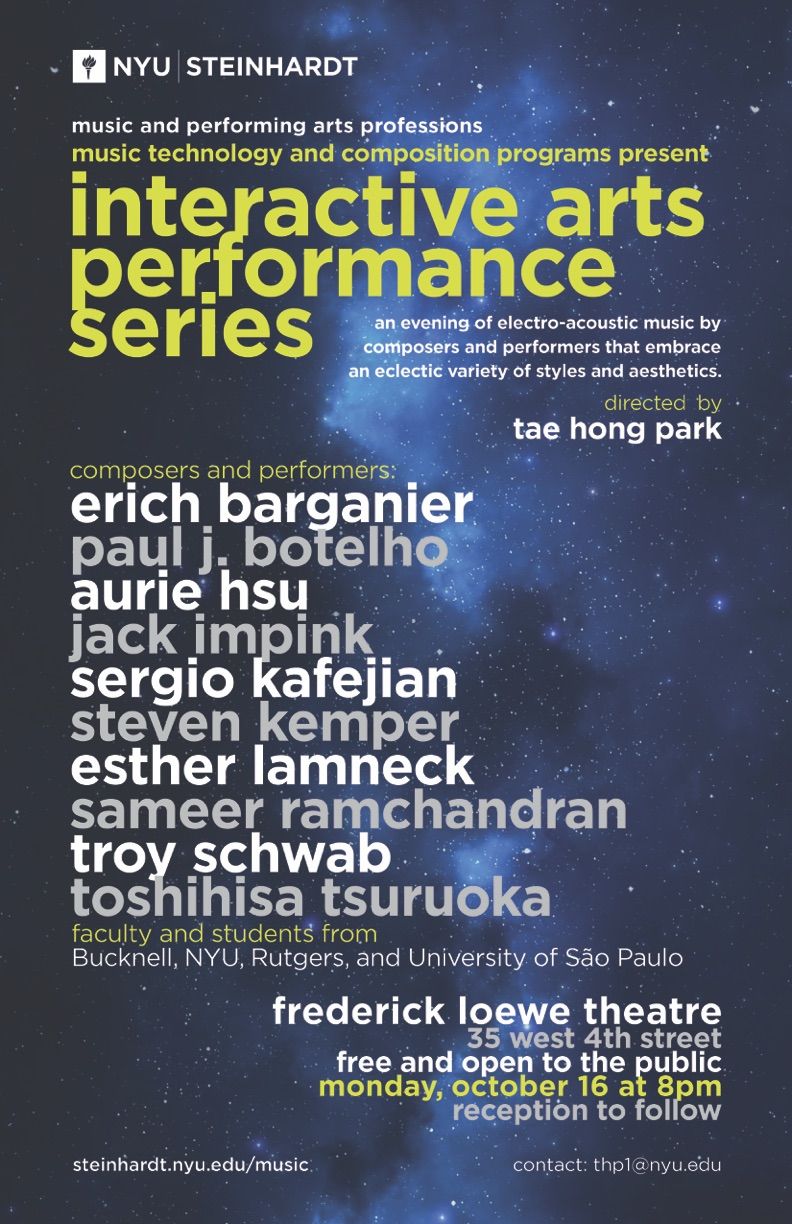 NYU STEINHARDT
music and performing arts professions
music technology and composition programs present
interactive arts
performance
series
an evening of electro-acoustic music by
composers and performers that embrace
an eclectic variety of styles and aesthetics.
directed by
tae hong park
composers and performers:
erich barganier
paul j. botelho
aurie hsu
jack impink
sergio kafejian
steven kemper
esther lamneck
sameer ramchandran
troy schwab
toshihisa tsuruoka
faculty and students from
Bucknell, NYU, Rutgers, and University of São Paulo
frederick loewe theatre
35 west 4th street
free and open to the public
monday, october 16 at 8pm
reception to follow
steinhardt.nyu.edu/music
contact: thp1@nyu.edu